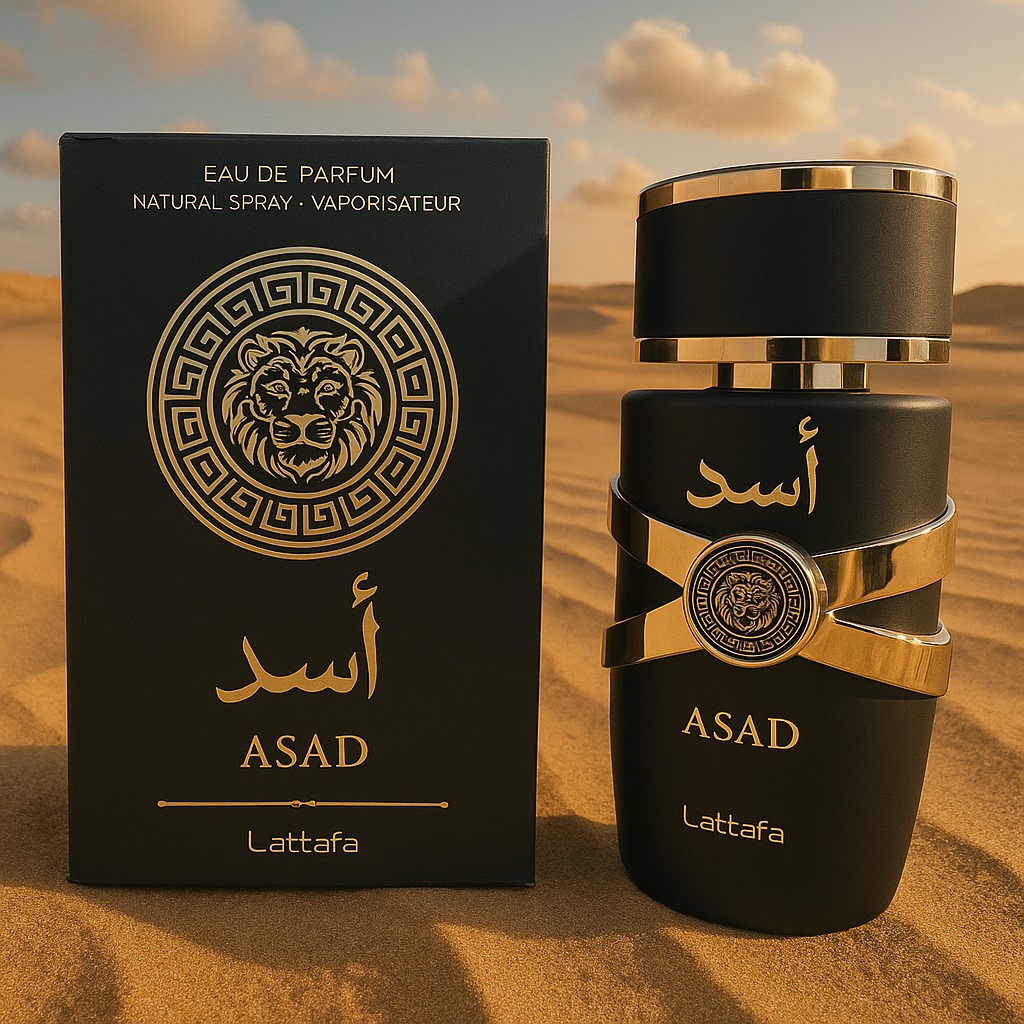 EAU DE PARFUM
NATURAL SPRAY · VAPORISATEUR
أسد
ASAD
Lattafa
أسد
ASAD
Lattafa